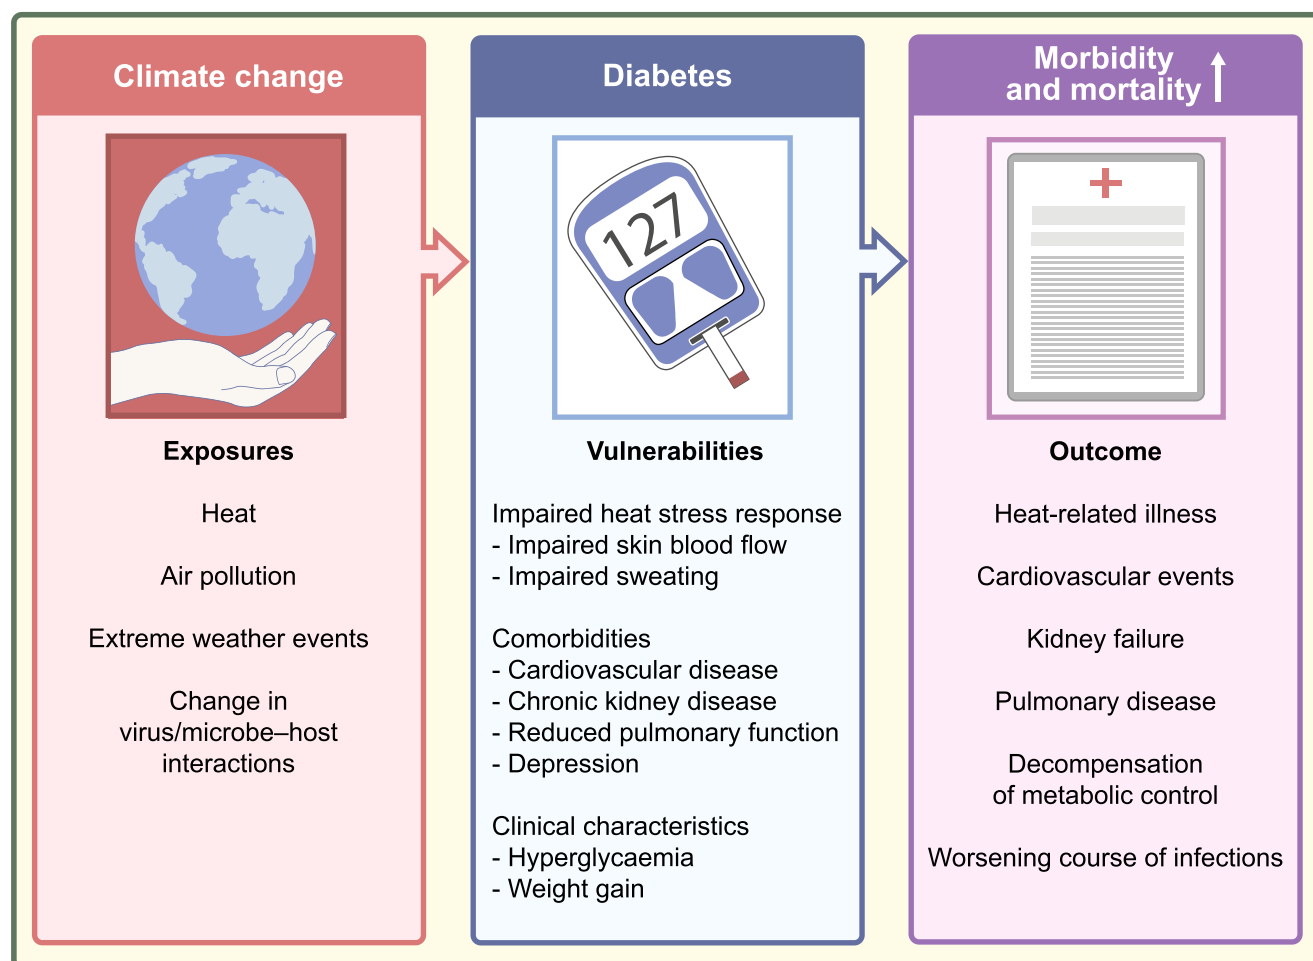 Climate change
Exposures
Heat
Air pollution
Extreme weather events
Change in
virus/microbe–host
interactions
Diabetes
127
Vulnerabilities
Impaired heat stress response
- Impaired skin blood flow
- Impaired sweating
Comorbidities
- Cardiovascular disease
- Chronic kidney disease
- Reduced pulmonary function
- Depression
Clinical characteristics
- Hyperglycaemia
- Weight gain
Morbidity
and mortality
Outcome
Heat-related illness
Cardiovascular events
Kidney failure
Pulmonary disease
Decompensation
of metabolic control
Worsening course of infections